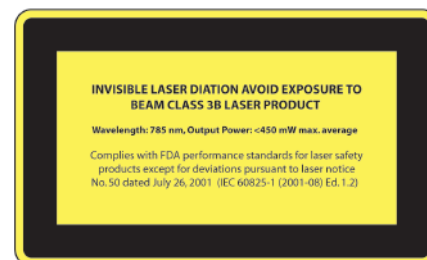 INVISIBLE LASER DIATION AVOID EXPOSURE TO
BEAM CLASS 3B LASER PRODUCT
Wavelength: 785 nm, Output Power: <450 mW max. average
Complies with FDA performance standards for laser safety
products except for deviations pursuant to laser notice
No. 50 dated July 26, 2001 (IEC 60825-1 (2001-08) Ed. 1.2)